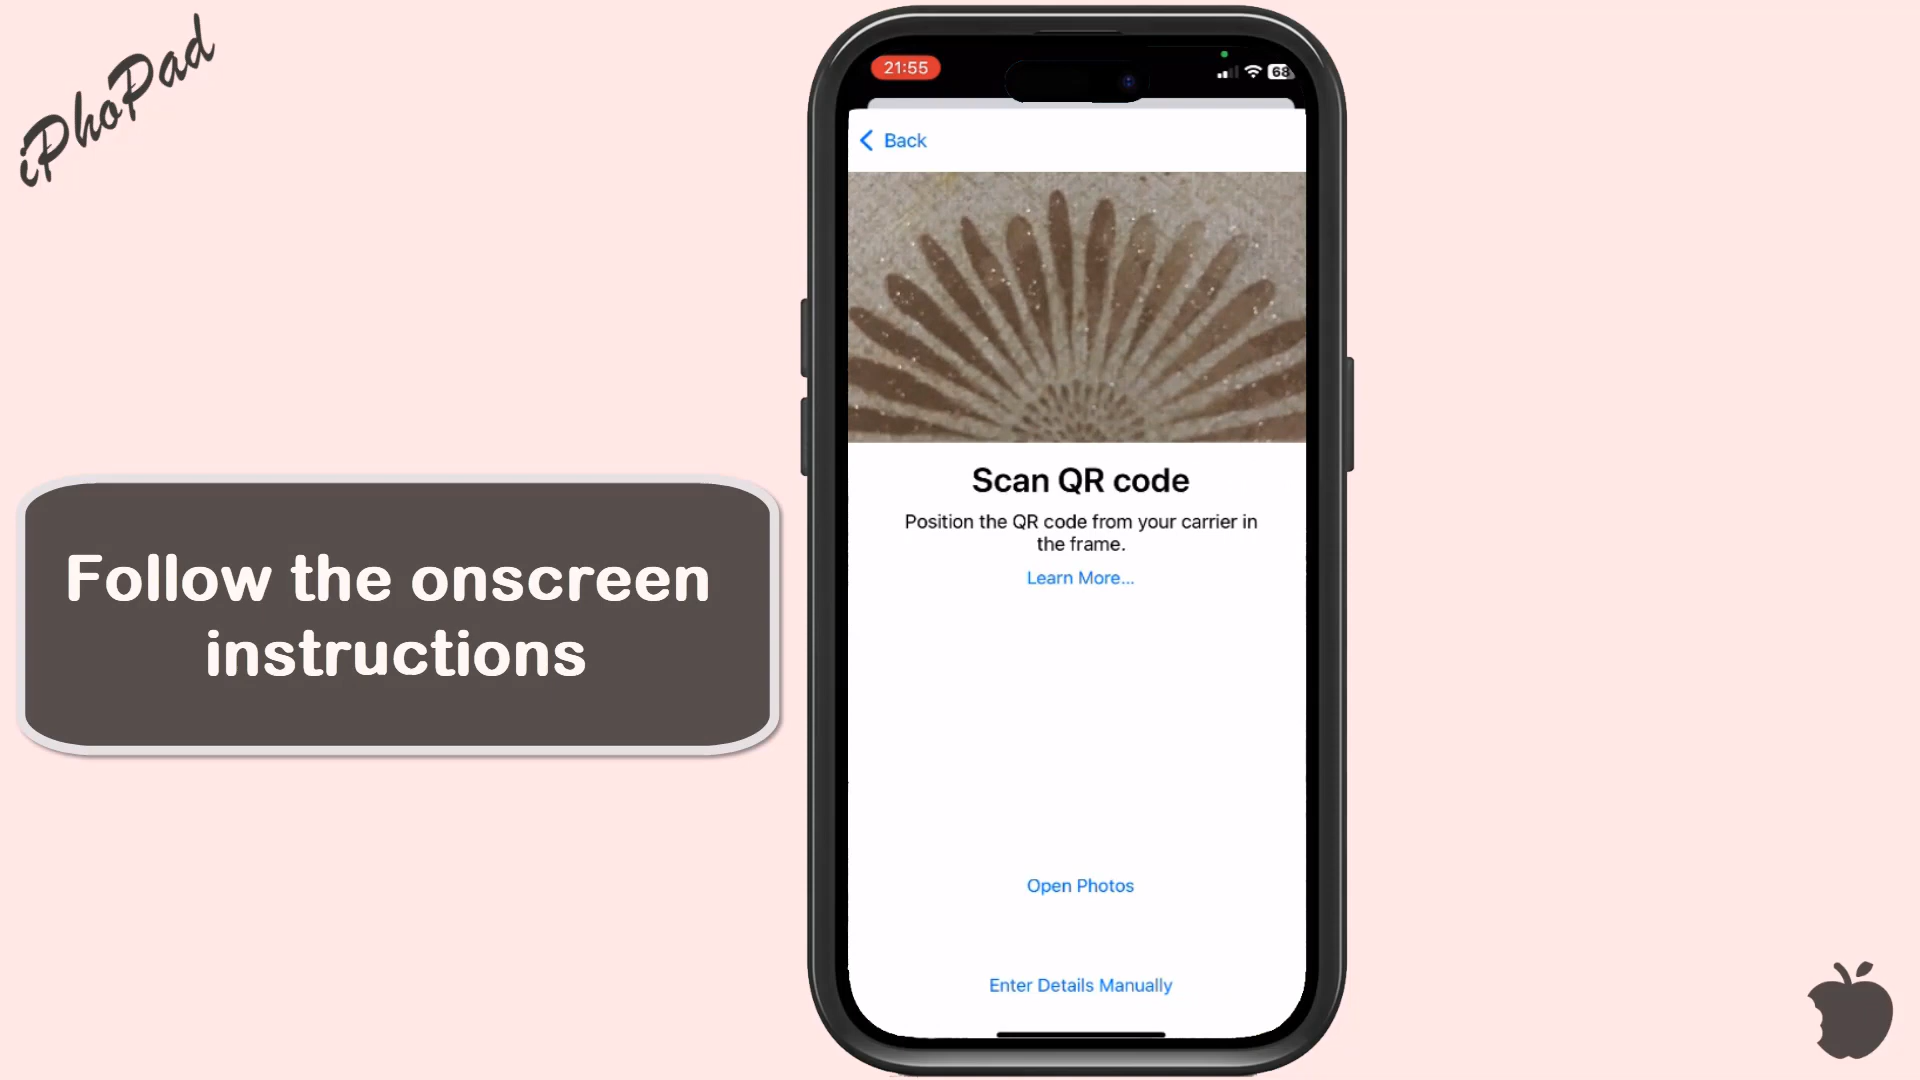 iPhoPad
21:55
68
Back
Scan QR code
Position the QR code from your carrier in
the frame.
Learn More...
Follow the onscreen
instructions
Open Photos
Enter Details Manually